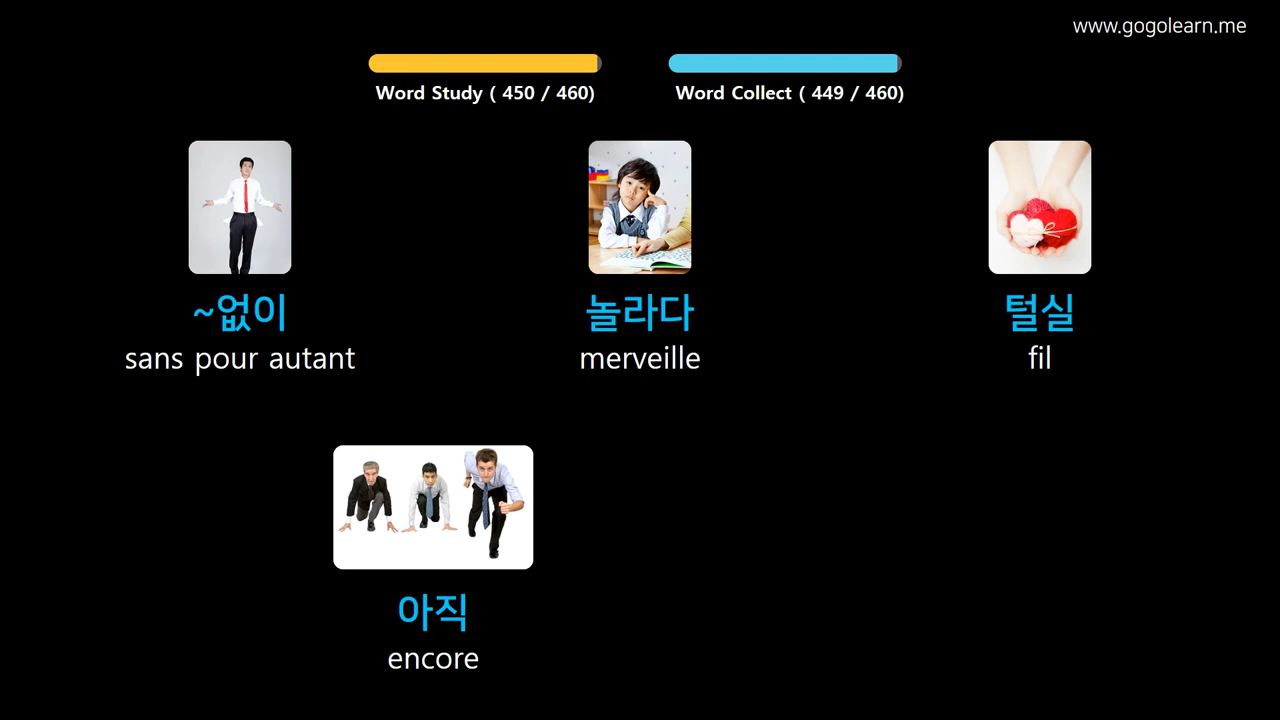 www.gogolearn.me
Word Study ( 450 / 460)
Word Collect ( 449 / 460)
~없이
sans pour autant
놀라다
merveille
털실
fil
아직
encore